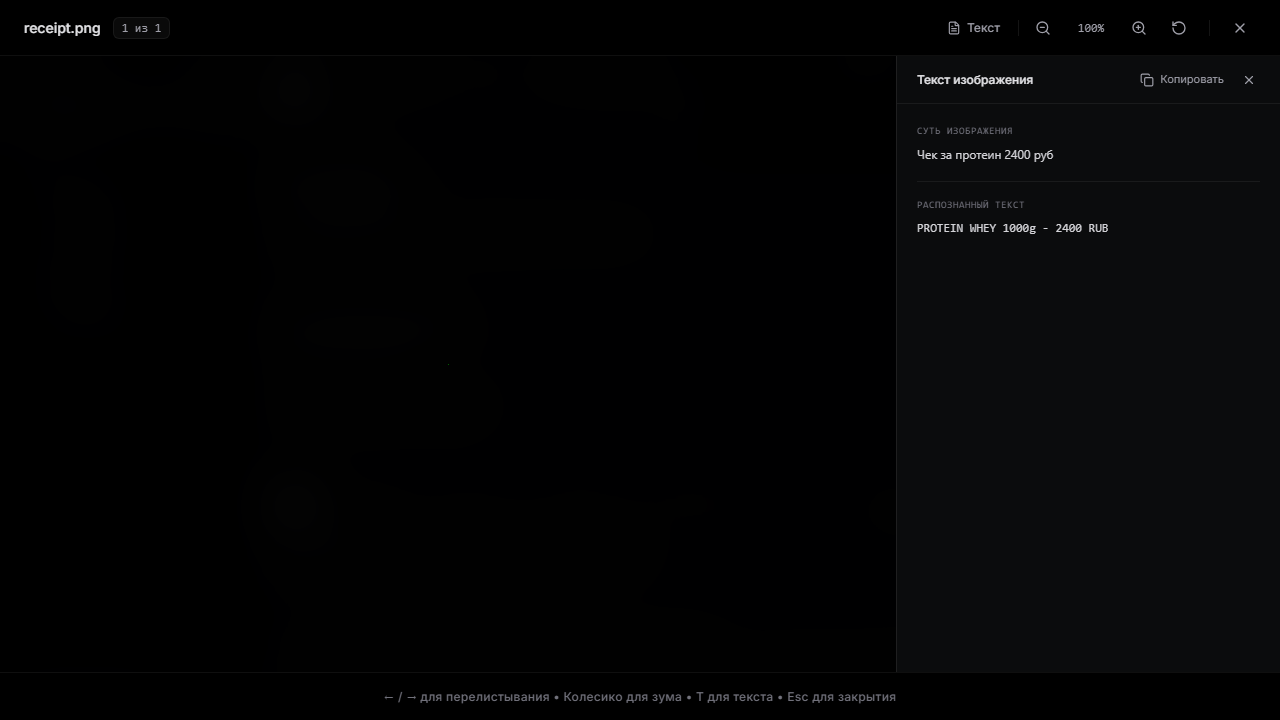 receipt.png
1 из 1
Текст
100%
Текст изображения
Копировать
СУТЬ ИЗОБРАЖЕНИЯ
Чек за протеин 2400 руб
РАСПОЗНАННЫЙ ТЕКСТ
PROTEIN WHEY 1000g - 2400 RUB
← / → для перелистывания • Колесико для зума • T для текста • Esc для закрытия